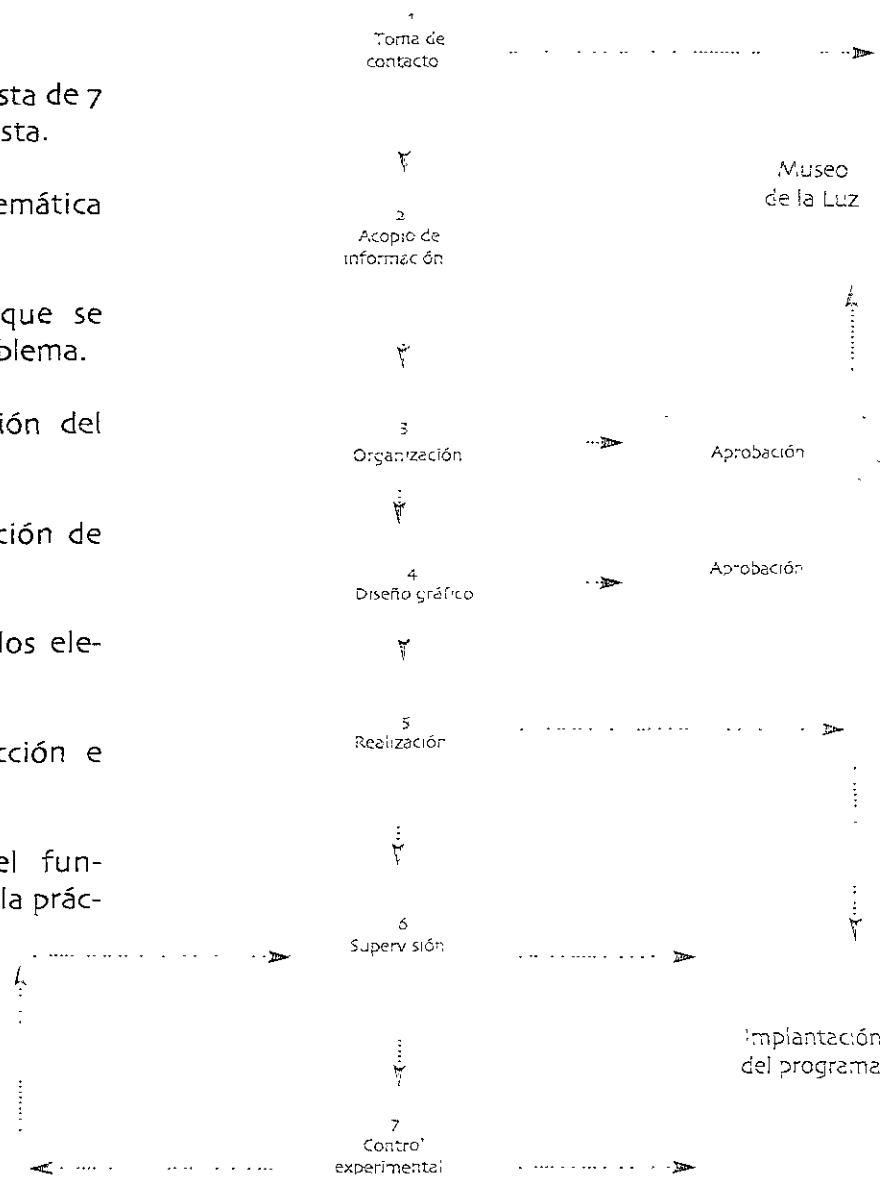 ista de 7
sta.
emática
que se
blema.
ión del
ción de
los ele-
cción e
el fun-
la prác-
1
Toma de
contacto
Museo
de la Luz
2
Acopio de
información
3
Organización
Aprobación
4
Diseño gráfico
Aprobación
5
Realización
6
Supervisión
Implantación
del programa
7
Control
experimental